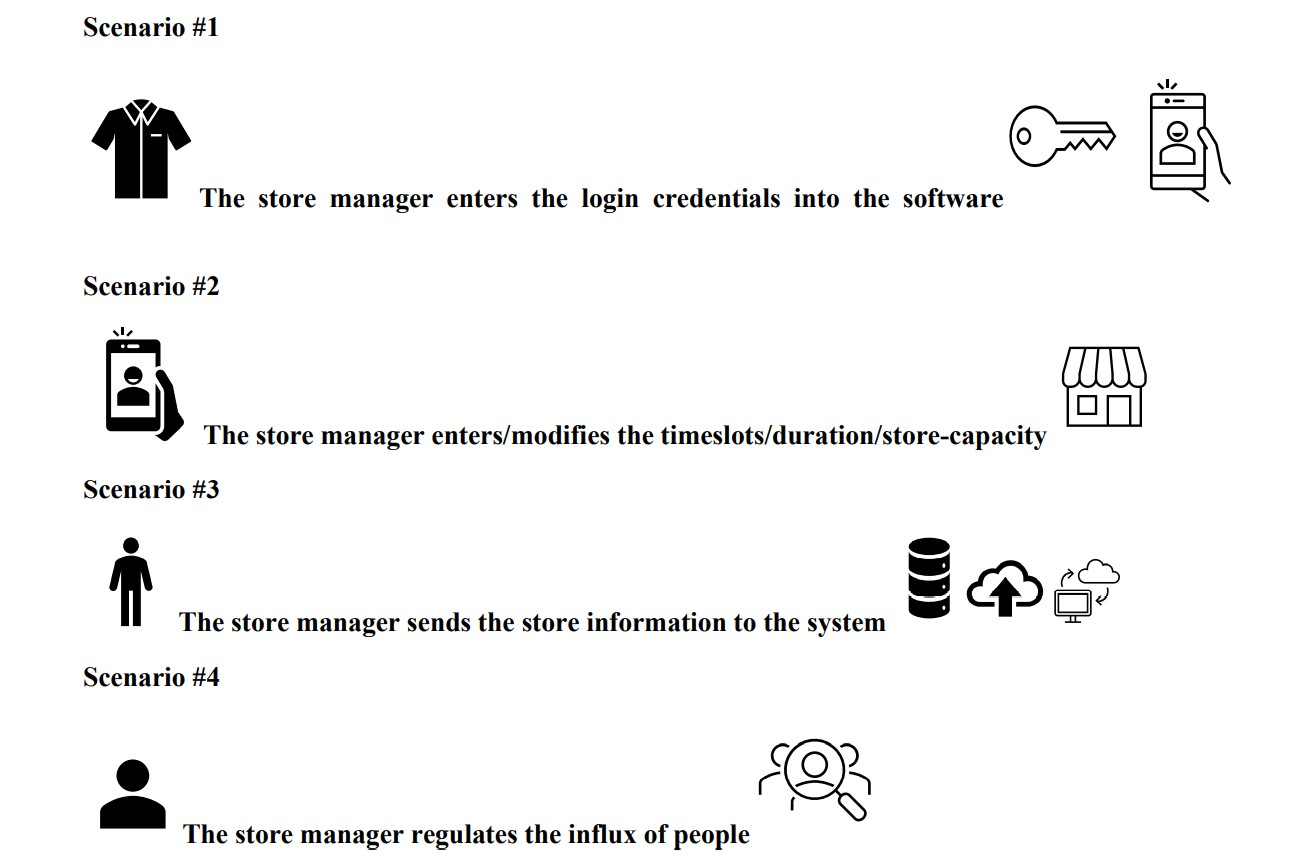 Scenario #1
The store manager enters the login credentials into the software
Scenario #2
The store manager enters/modifies the timeslots/duration/store-capacity
Scenario #3
The store manager sends the store information to the system
Scenario #4
The store manager regulates the influx of people